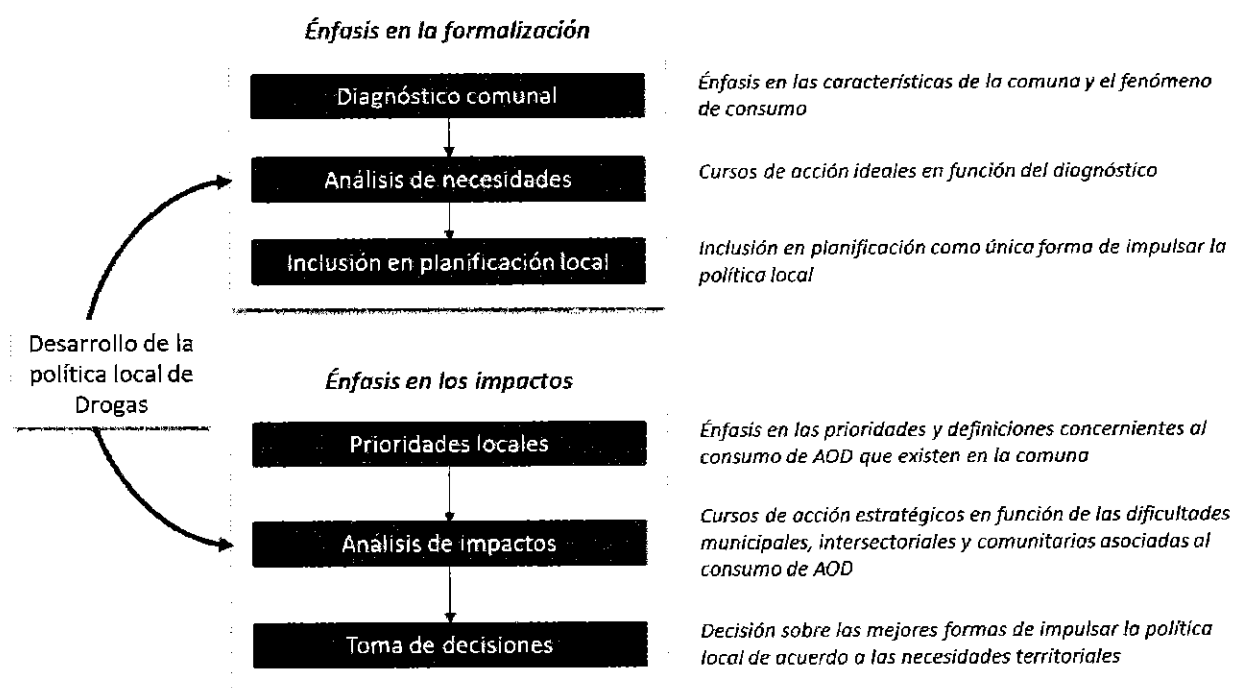 Énfasis en la formalización
Diagnóstico comunal
Énfasis en las características de la comuna y el fenómeno
de consumo
Análisis de necesidades
Cursos de acción ideales en función del diagnóstico
Inclusión en planificación local
Inclusión en planificación como única forma de impulsar la
política local
Desarrollo de la
política local de
Drogas
Énfasis en los impactos
Prioridades locales
Énfasis en las prioridades y definiciones concernientes al
consumo de AOD que existen en la comuna
Análisis de impactos
Cursos de acción estratégicos en función de las dificultades
municipales, intersectoriales y comunitarias asociadas al
consumo de AOD
Toma de decisiones
Decisión sobre las mejores formas de impulsar la política
local de acuerdo a las necesidades territoriales